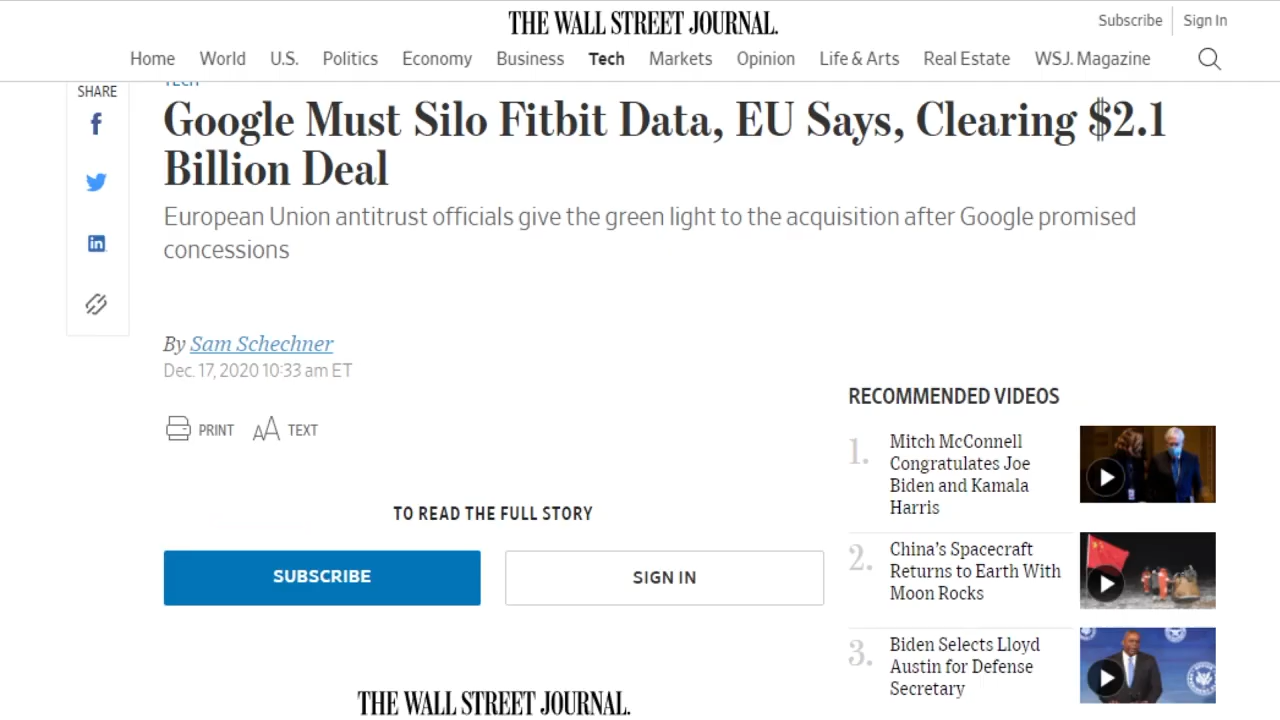 THE WALL STREET JOURNAL.
Subscribe
Sign In
Home World U.S. Politics Economy Business Tech Markets Opinion Life & Arts Real Estate WSJ. Magazine
TECH
SHARE
Google Must Silo Fitbit Data, EU Says, Clearing $2.1
Billion Deal
European Union antitrust officials give the green light to the acquisition after Google promised
concessions
By Sam Schechner
Dec. 17, 2020 10:33 am ET
PRINT
TEXT
TO READ THE FULL STORY
SUBSCRIBE
SIGN IN
THE WALL STREET JOURNAL.
RECOMMENDED VIDEOS
1.
Mitch McConnell
Congratulates Joe
Biden and Kamala
Harris
2.
China's Spacecraft
Returns to Earth With
Moon Rocks
3.
Biden Selects Lloyd
Austin for Defense
Secretary